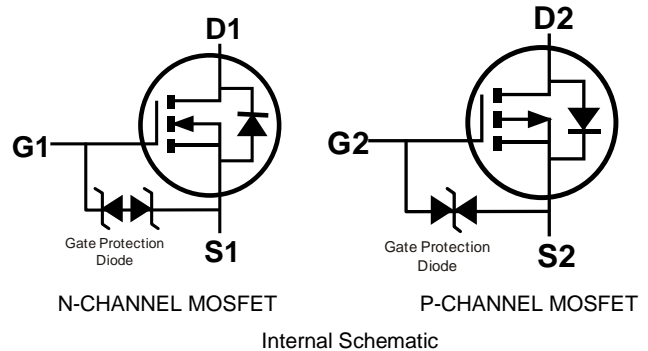 D1
D2
G1
G2
Gate Protection
Diode
S1
Gate Protection
Diode
S2
N-CHANNEL MOSFET
P-CHANNEL MOSFET
Internal Schematic